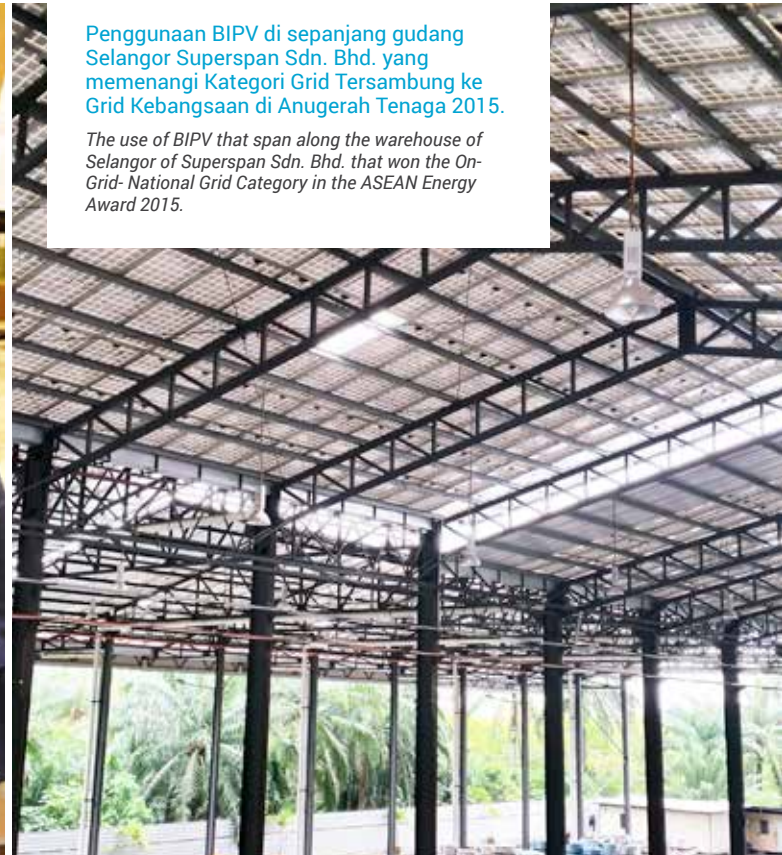 Penggunaan BIPV di sepanjang gudang
Selangor Superspan Sdn. Bhd. yang
memenangi Kategori Grid Tersambung ke
Grid Kebangsaan di Anugerah Tenaga 2015.
The use of BIPV that span along the warehouse of
Selangor of Superspan Sdn. Bhd. that won the On-
Grid- National Grid Category in the ASEAN Energy
Award 2015.